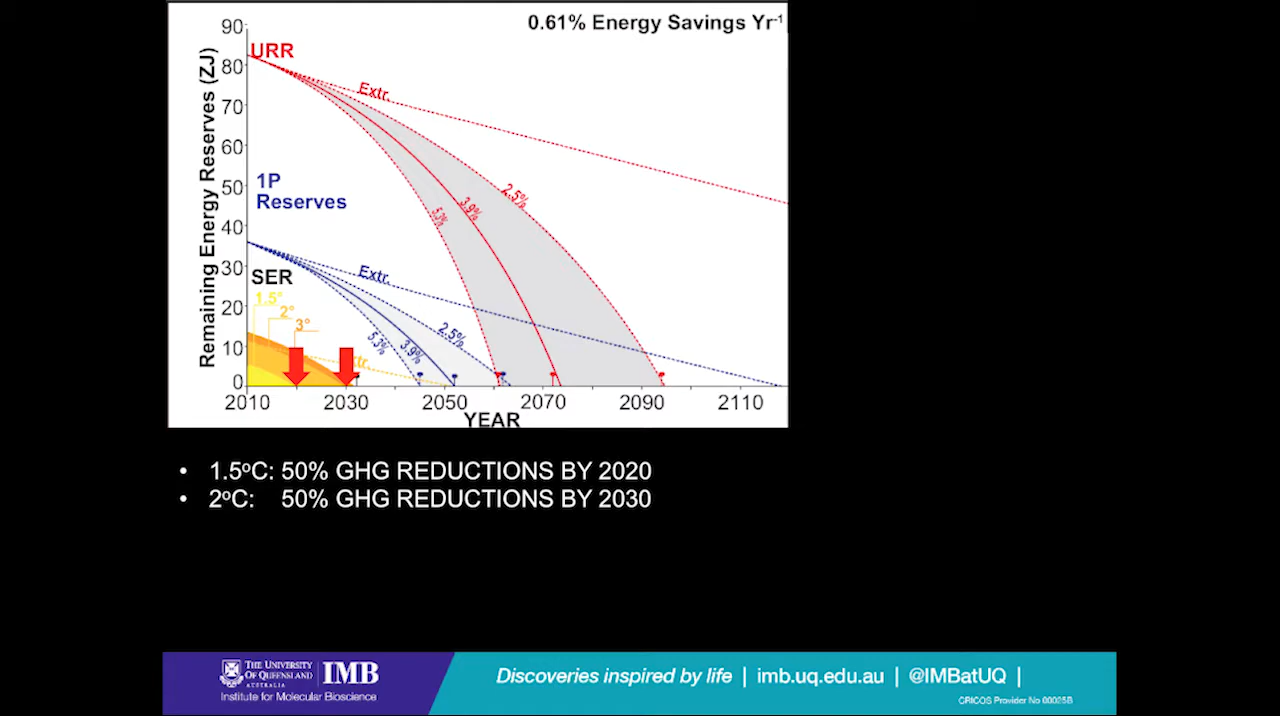 0.61% Energy Savings Yr-1
Remaining Energy Reserves (ZJ)
90
80
70
60
50
40
30
20
10
0
URR
Extr.
2.5%
3.9%
5.3%
1P
Reserves
Extr.
2.5%
3.9%
5.3%
SER
1.5°
2°
3°
2010
2030
2050
2070
2090
2110
YEAR
• 1.5oC: 50% GHG REDUCTIONS BY 2020
• 2oC: 50% GHG REDUCTIONS BY 2030
THE UNIVERSITY
OF QUEENSLAND
AUSTRALIA
IMB
Institute for Molecular Bioscience
Discoveries inspired by life | imb.uq.edu.au | @IMBatUQ |
CRICOS Provider No 00025B